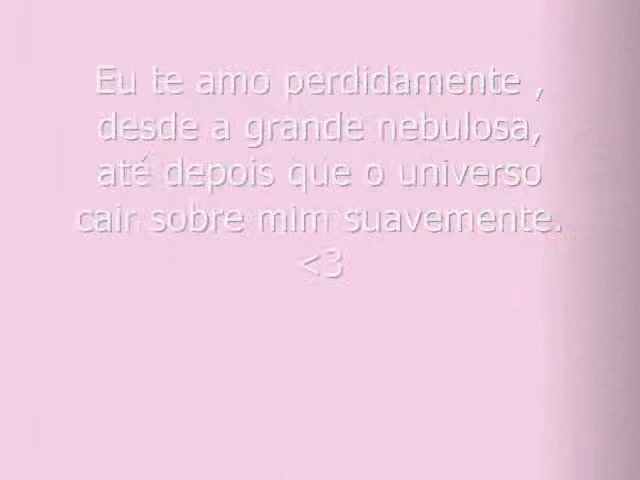 Eu te amo perdidamente ,
desde a grande nebulosa,
até depois que o universo
cair sobre mim suavemente.
<3